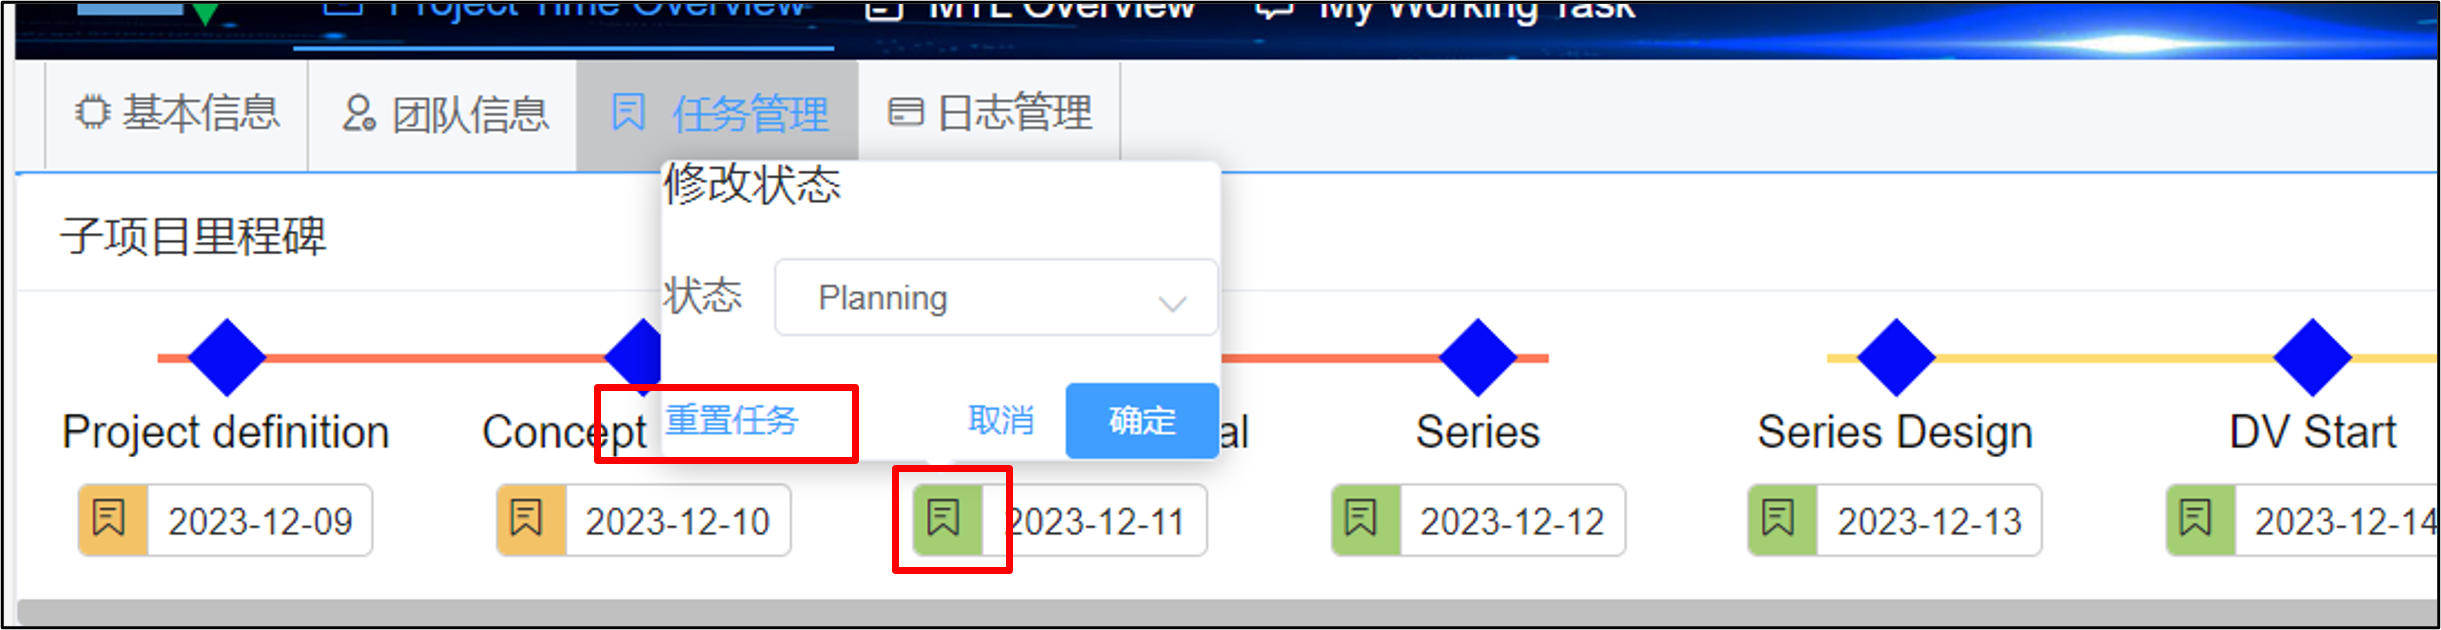 Project Time Overview MTL Overview My Working Task
基本信息 团队信息 任务管理 日志管理
修改状态
子项目里程碑
状态 Planning
重置任务 取消 确定
Project definition Concept al Series Series Design DV Start
2023-12-09 2023-12-10 2023-12-11 2023-12-12 2023-12-13 2023-12-14